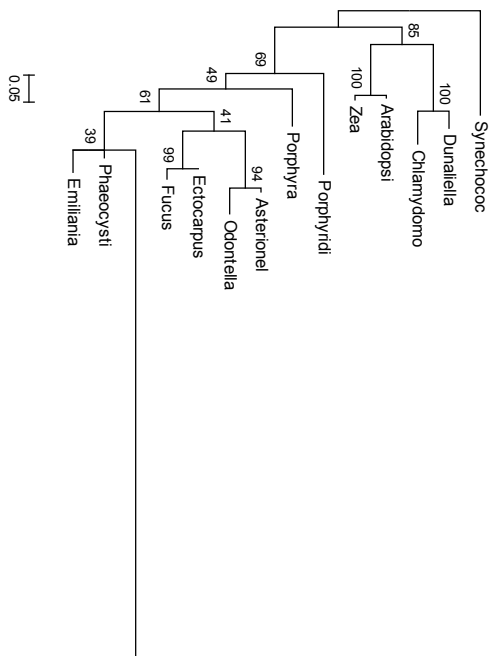 Synechococ
Dunaliella
100
Chlamydomo
85
Arabidopsi
100
Zea
Porphyridi
69
Porphyra
49
Asterionel
94
Odontella
41
Ectocarpus
99
Fucus
61
Phaeocysti
39
Emiliania
0.05